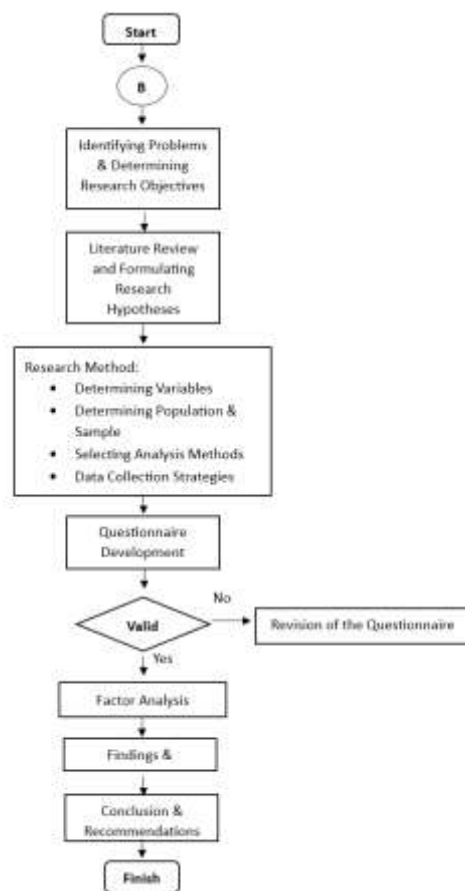 Start
B
Identifying Problems
& Determining
Research Objectives
Literature Review
and Formulating
Research
Hypotheses
Research Method:
• Determining Variables
• Determining Population &
Sample
• Selecting Analysis Methods
• Data Collection Strategies
Questionnaire
Development
No
Valid
Revision of the Questionnaire
Yes
Factor Analysis
Findings &
Conclusion &
Recommendations
Finish